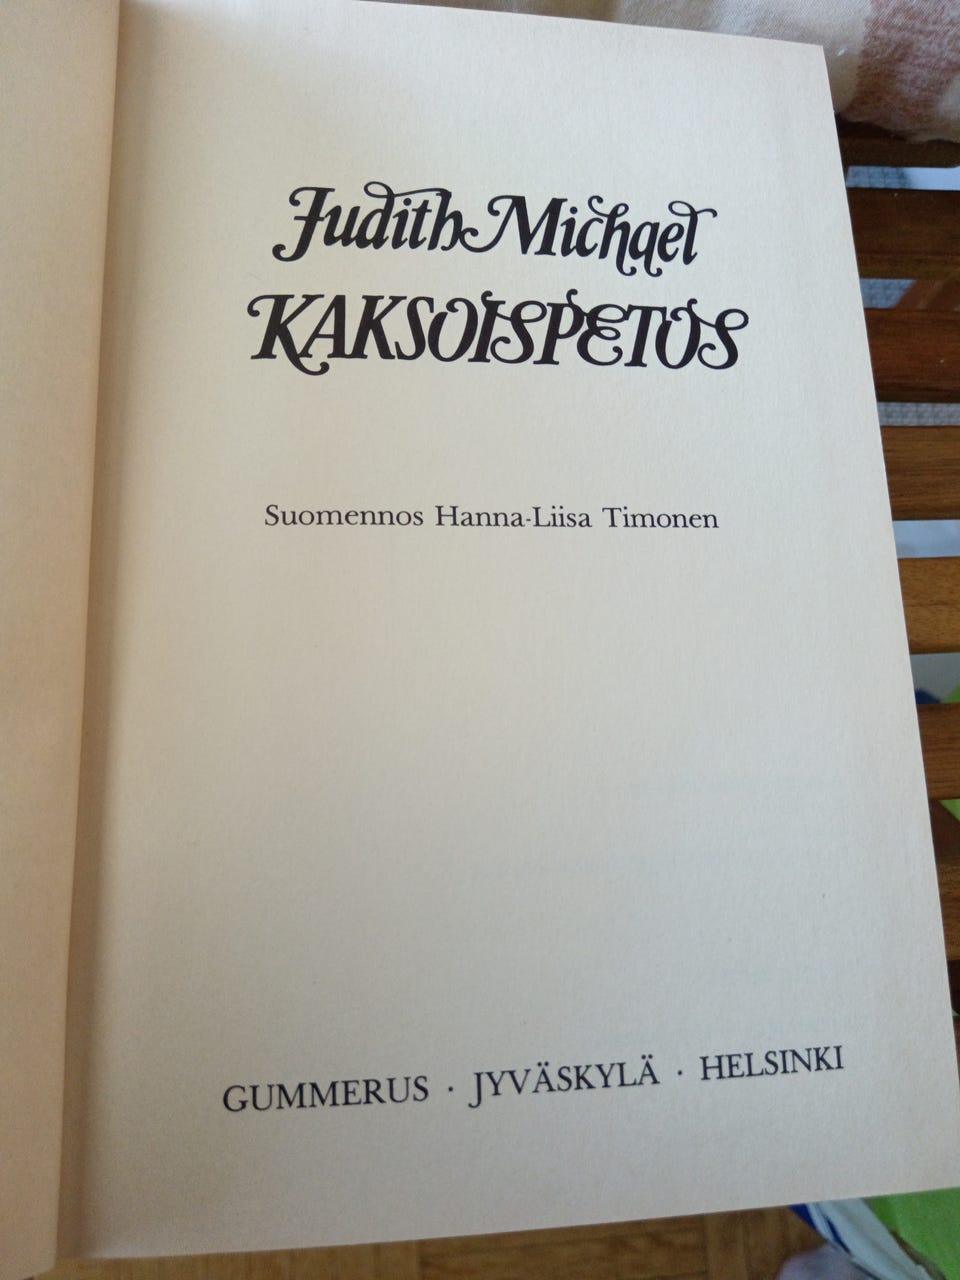 Judith Michael
KAKSOISPETOS
Suomennos Hanna-Liisa Timonen
GUMMERUS · JYVÄSKYLÄ · HELSINKI